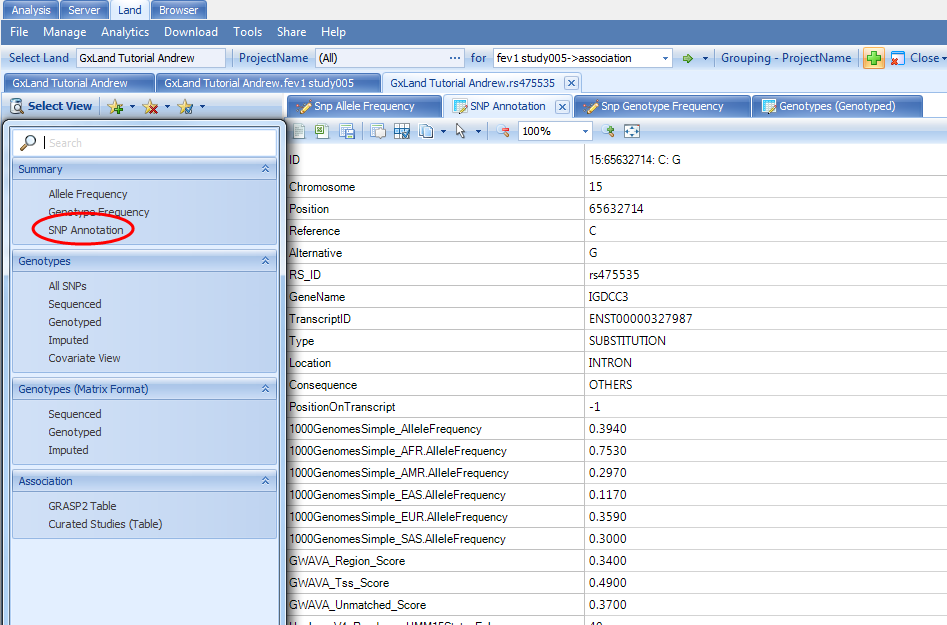 Analysis Server Land Browser
File Manage Analytics Download Tools Share Help
Select Land GxLand Tutorial Andrew ProjectName (All) ... for fev1 study005->association Grouping - ProjectName Close
GxLand Tutorial Andrew GxLand Tutorial Andrew.fev1 study005 GxLand Tutorial Andrew.rs475535
Select View
Snp Allele Frequency SNP Annotation Snp Genotype Frequency Genotypes (Genotyped)
100%
Search
Summary
Allele Frequency
Genotype Frequency
SNP Annotation
Genotypes
All SNPs
Sequenced
Genotyped
Imputed
Covariate View
Genotypes (Matrix Format)
Sequenced
Genotyped
Imputed
Association
GRASP2 Table
Curated Studies (Table)
ID 15:65632714: C: G
Chromosome 15
Position 65632714
Reference C
Alternative G
RS_ID rs475535
GeneName IGDCC3
TranscriptID ENST00000327987
Type SUBSTITUTION
Location INTRON
Consequence OTHERS
PositionOnTranscript -1
1000GenomesSimple_AlleleFrequency 0.3940
1000GenomesSimple_AFR.AlleleFrequency 0.7530
1000GenomesSimple_AMR.AlleleFrequency 0.2970
1000GenomesSimple_EAS.AlleleFrequency 0.1170
1000GenomesSimple_EUR.AlleleFrequency 0.3590
1000GenomesSimple_SAS.AlleleFrequency 0.3000
GWAVA_Region_Score 0.3400
GWAVA_Tss_Score 0.4900
GWAVA_Unmatched_Score 0.3700